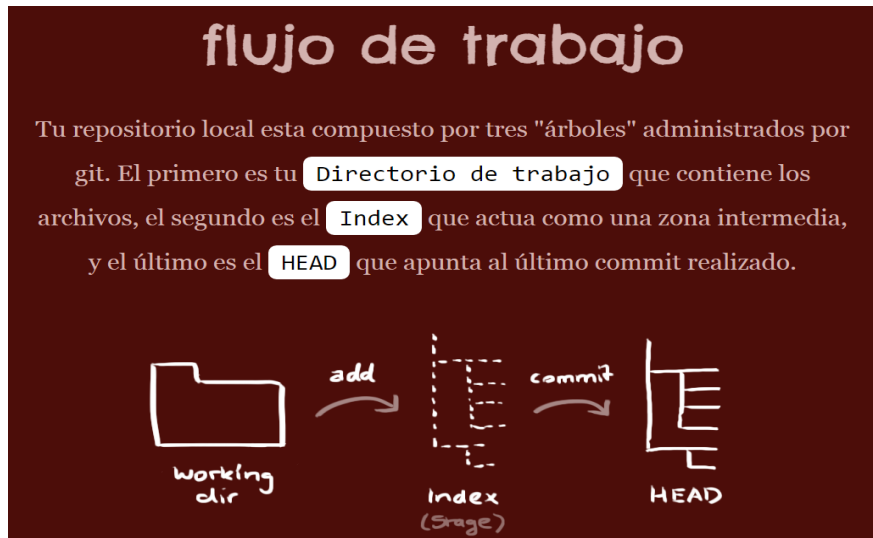 flujo de trabajo
Tu repositorio local esta compuesto por tres "árboles" administrados por
git. El primero es tu Directorio de trabajo que contiene los
archivos, el segundo es el Index que actua como una zona intermedia,
y el último es el HEAD que apunta al último commit realizado.
add
commit
working
dir
Index
(Stage)
HEAD